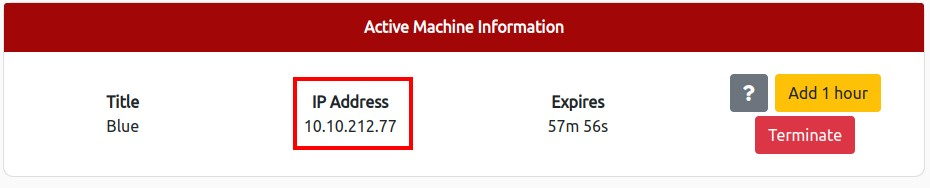 Active Machine Information
Title
Blue
IP Address
10.10.212.77
Expires
57m 56s
?
Add 1 hour
Terminate